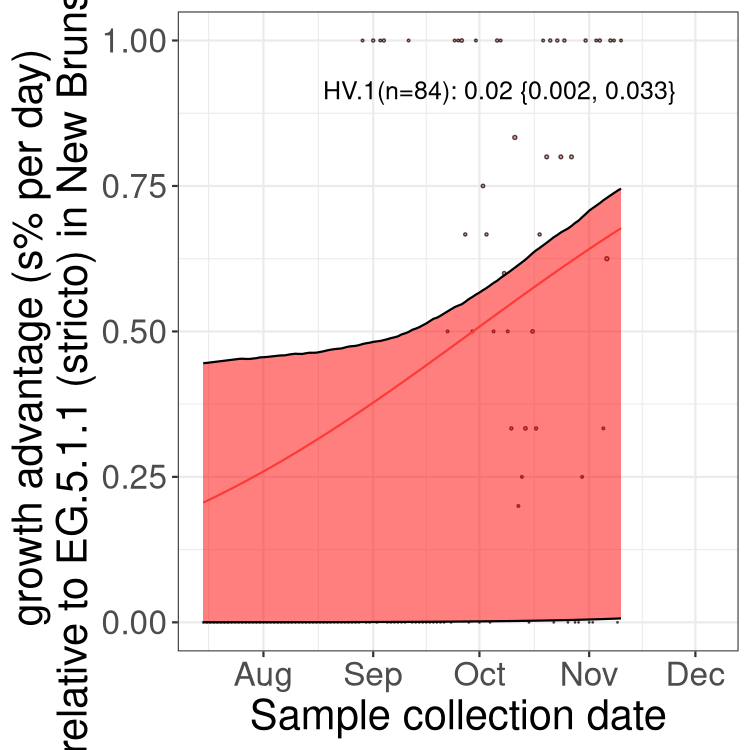 growth advantage (s% per day)
relative to EG.5.1.1 (stricto) in New Bruns
1.00
0.75
0.50
0.25
0.00
HV.1(n=84): 0.02 {0.002, 0.033}
Aug Sep Oct Nov Dec
Sample collection date